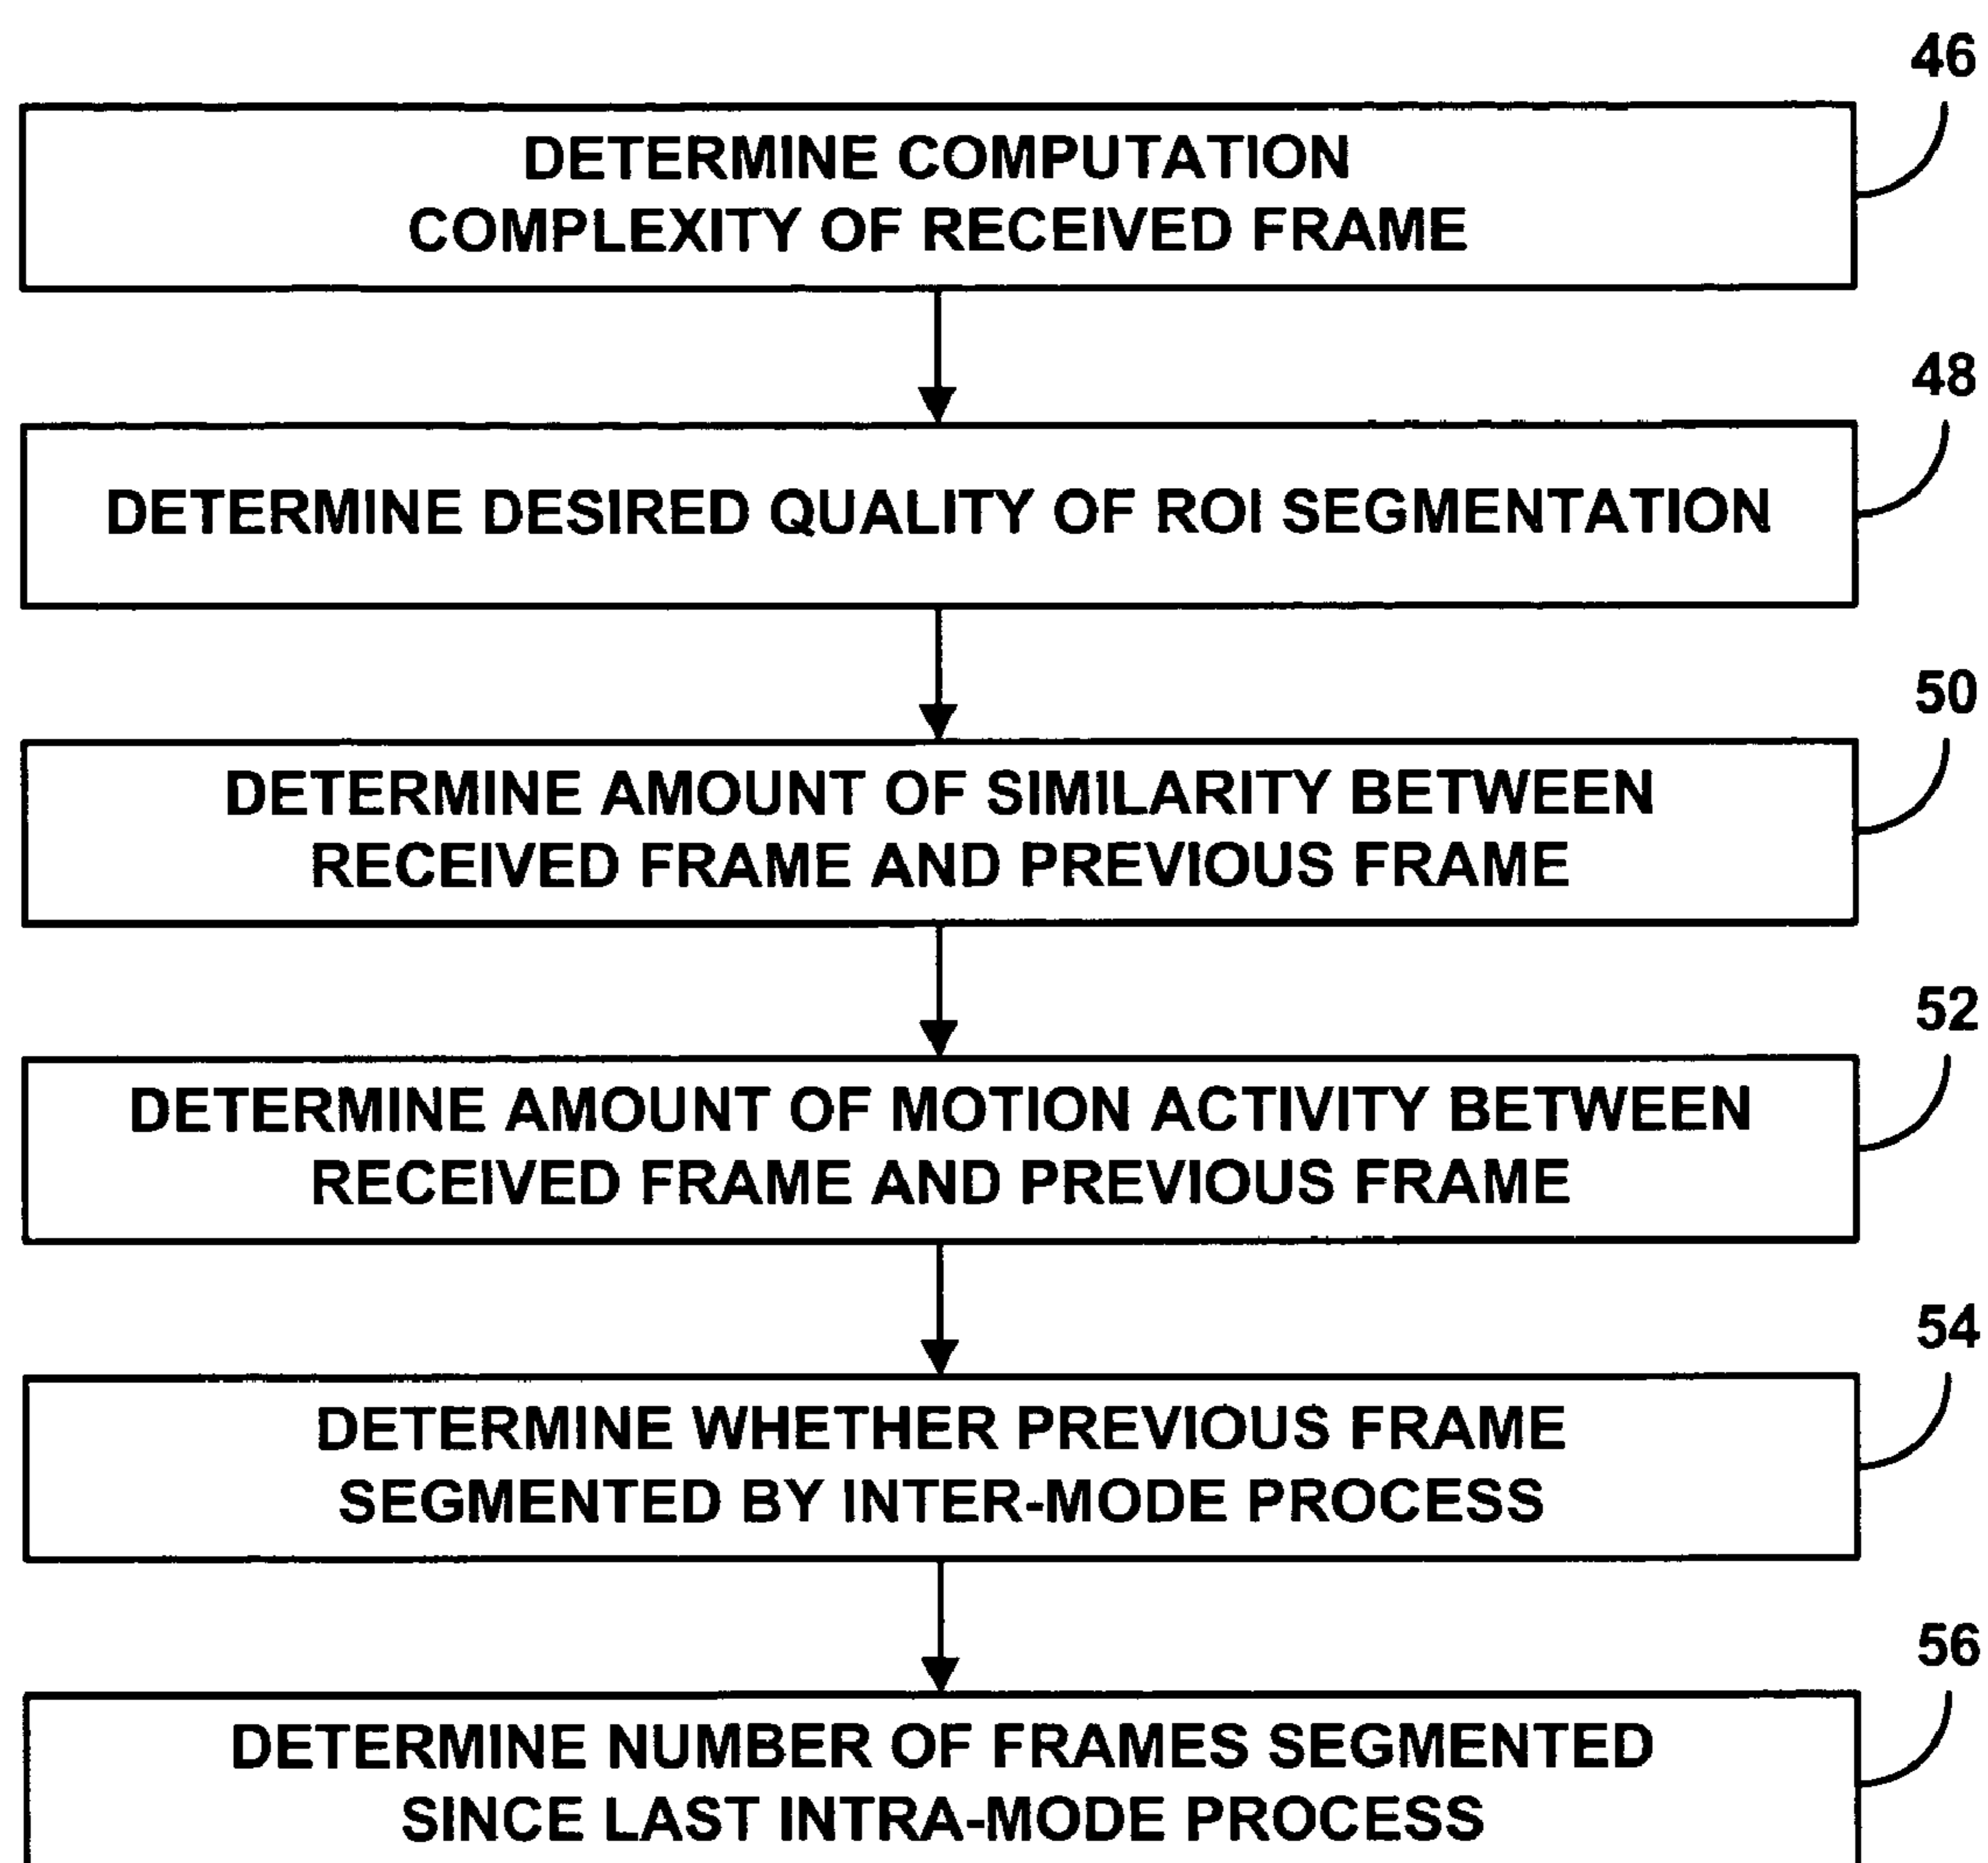 46
DETERMINE COMPUTATION
COMPLEXITY OF RECEIVED FRAME
48
DETERMINE DESIRED QUALITY OF ROI SEGMENTATION
50
DETERMINE AMOUNT OF SIMILARITY BETWEEN
RECEIVED FRAME AND PREVIOUS FRAME
52
DETERMINE AMOUNT OF MOTION ACTIVITY BETWEEN
RECEIVED FRAME AND PREVIOUS FRAME
54
DETERMINE WHETHER PREVIOUS FRAME
SEGMENTED BY INTER-MODE PROCESS
56
DETERMINE NUMBER OF FRAMES SEGMENTED
SINCE LAST INTRA-MODE PROCESS